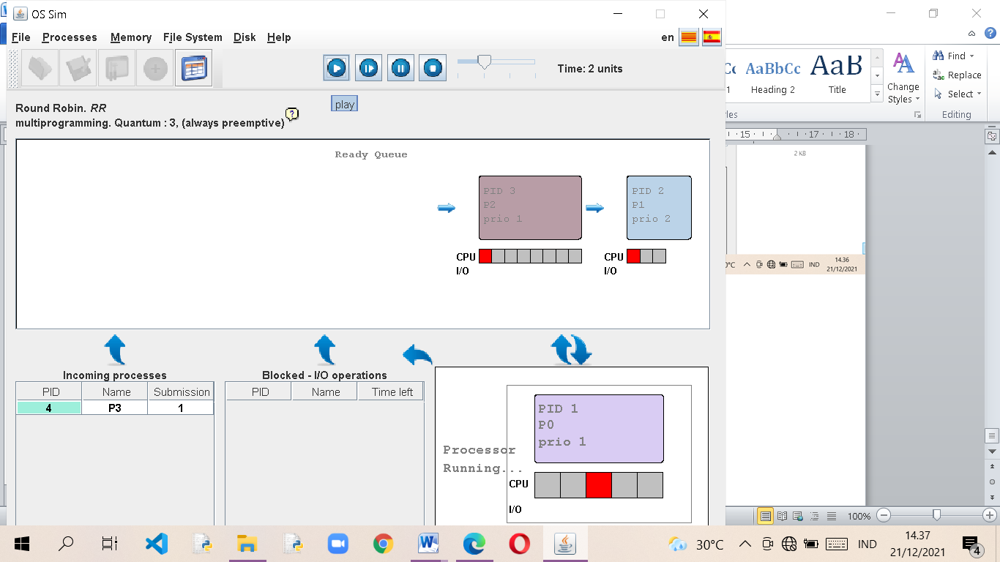 OS Sim
File Processes Memory File System Disk Help
en
Time: 2 units
play
Round Robin. RR
multiprogramming. Quantum : 3, (always preemptive)
?
Ready Queue
PID 3
P2
prio 1
CPU
I/O
PID 2
P1
prio 2
CPU
I/O
Incoming processes
PID Name Submission
4 P3 1
Blocked - I/O operations
PID Name Time left
Processor
Running...
PID 1
P0
prio 1
CPU
I/O
AaBbCc AaB
1 Heading 2 Title
Change
Styles
Find
Replace
Select
Editing
15 17 18
2 KB
IND
14.36
21/12/2021
100%
30°C
IND
14.37
21/12/2021
4